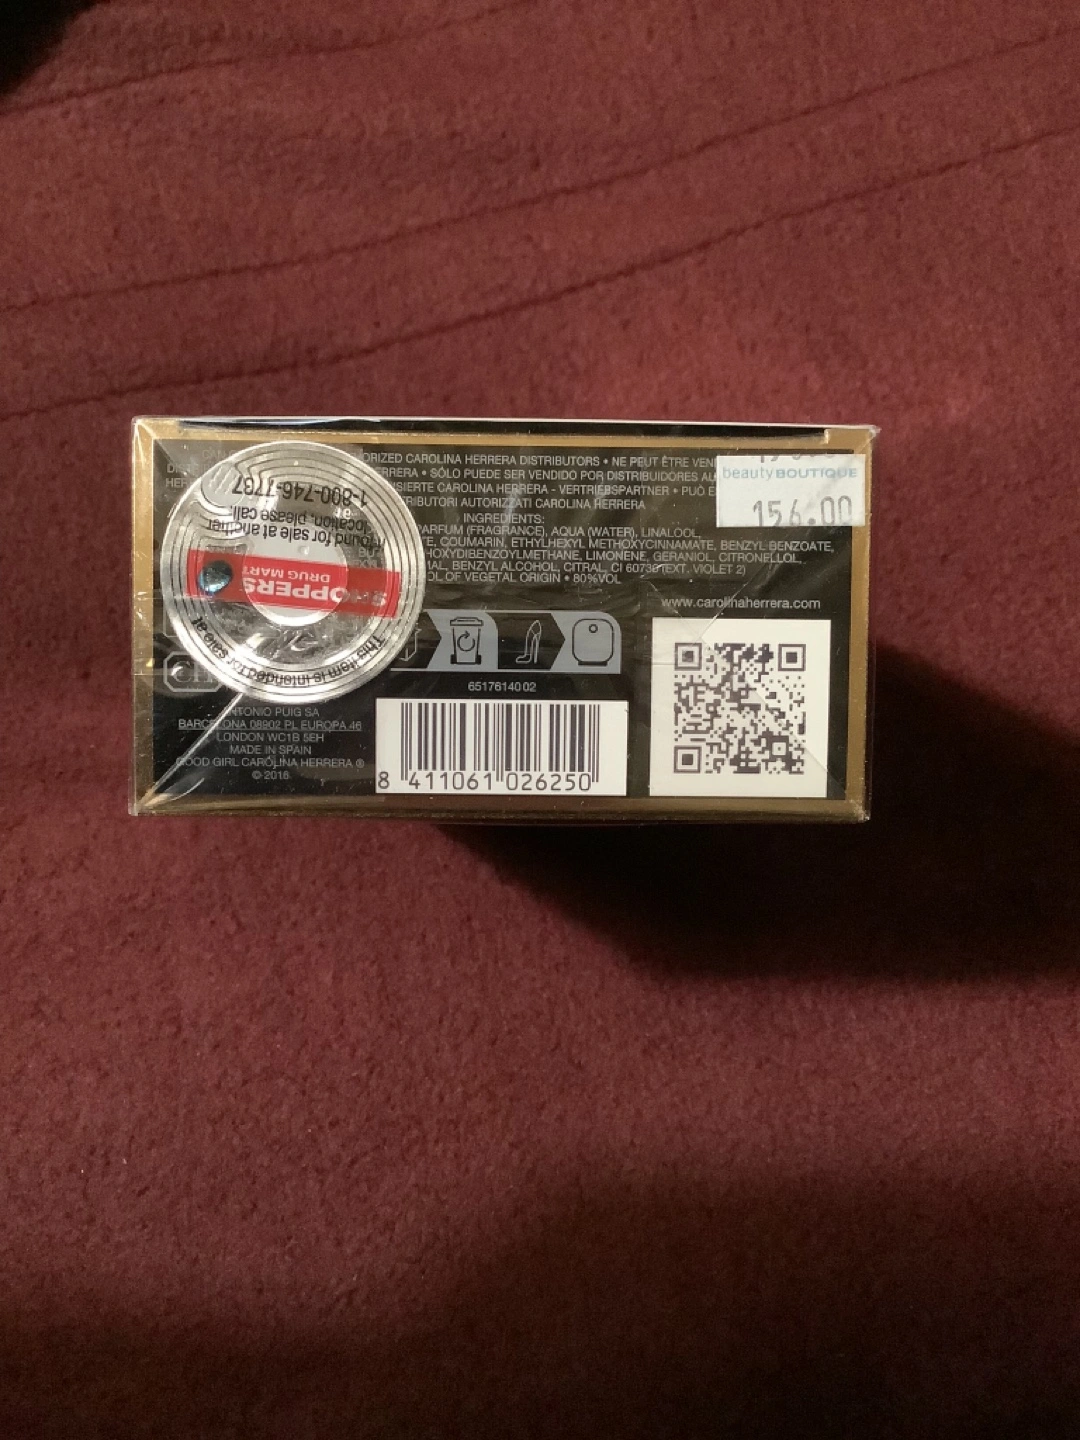 ORIZED CAROLINA HERRERA DISTRIBUTORS • NE PEUT ÊTRE VEN
ERRERA • SÓLO PUEDE SER VENDIDO POR DISTRIBUIDORES AU
ISIERTE CAROLINA HERRERA - VERTRIEBSPARTNER • PUÒ E
TRIBUTORI AUTORIZZATI CAROLINA HERRERA
INGREDIENTS:
PARFUM (FRAGRANCE), AQUA (WATER), LINALOOL,
COUMARIN, ETHYLHEXYL METHOXYCINNAMATE, BENZYL BENZOATE,
HOXYDIBENZOYLMETHANE, LIMONENE, GERANIOL, CITRONELLOL,
BENZYL ALCOHOL, CITRAL, CI 60730 (EXT. VIOLET 2)
OL OF VEGETAL ORIGIN • 80%VOL
beauty BOUTIQUE
156.00
This item is intended for sale at
SHOPPERS
DRUG MART
found for sale at another
location, please call:
1-800-746-7737
www.carolinaherrera.com
6517614002
ANTONIO PUIG SA
BARCELONA 08902 PL EUROPA 46
LONDON WC1B 5EH
MADE IN SPAIN
GOOD GIRL CAROLINA HERRERA ®
© 2016
8 411061 026250